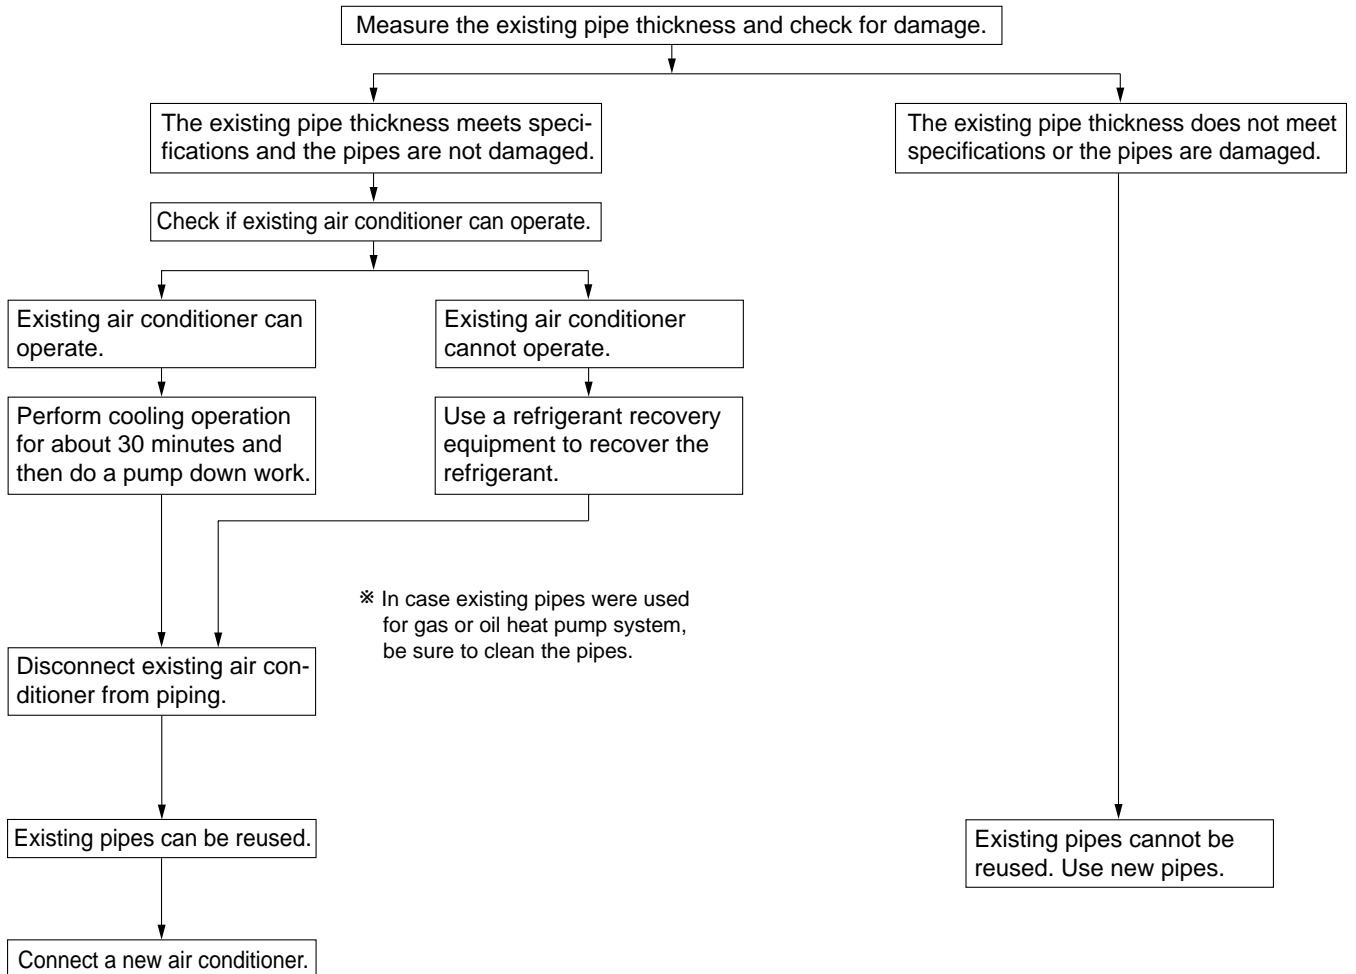 Measure the existing pipe thickness and check for damage.
The existing pipe thickness meets speci-
fications and the pipes are not damaged.
The existing pipe thickness does not meet
specifications or the pipes are damaged.
Check if existing air conditioner can operate.
Existing air conditioner can
operate.
Existing air conditioner
cannot operate.
Perform cooling operation
for about 30 minutes and
then do a pump down work.
Use a refrigerant recovery
equipment to recover the
refrigerant.
※ In case existing pipes were used
for gas or oil heat pump system,
be sure to clean the pipes.
Disconnect existing air con-
ditioner from piping.
Existing pipes can be reused.
Existing pipes cannot be
reused. Use new pipes.
Connect a new air conditioner.